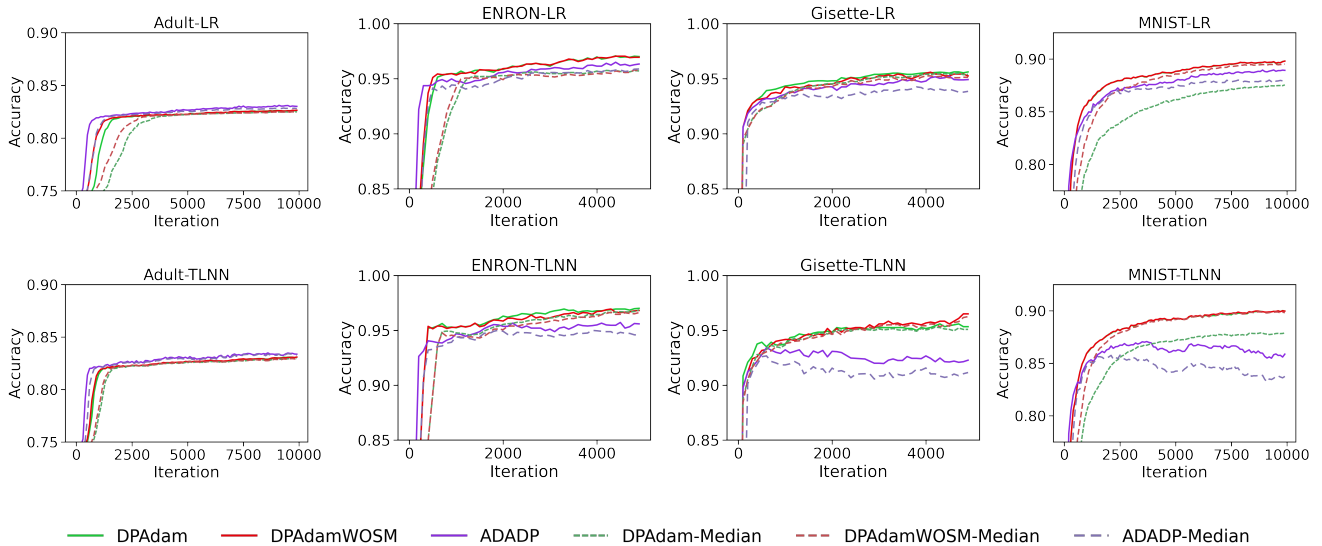 Adult-LR
0.90
0.85
0.80
0.75
Accuracy
0 2500 5000 7500 10000
Iteration
ENRON-LR
1.00
0.95
0.90
0.85
Accuracy
0 2000 4000
Iteration
Gisette-LR
1.00
0.95
0.90
0.85
Accuracy
0 2000 4000
Iteration
MNIST-LR
0.90
0.85
0.80
Accuracy
0 2500 5000 7500 10000
Iteration
Adult-TLNN
0.90
0.85
0.80
0.75
Accuracy
0 2500 5000 7500 10000
Iteration
ENRON-TLNN
1.00
0.95
0.90
0.85
Accuracy
0 2000 4000
Iteration
Gisette-TLNN
1.00
0.95
0.90
0.85
Accuracy
0 2000 4000
Iteration
MNIST-TLNN
0.90
0.85
0.80
Accuracy
0 2500 5000 7500 10000
Iteration
DPAdam DPAdamWOSM ADADP DPAdam-Median DPAdamWOSM-Median ADADP-Median